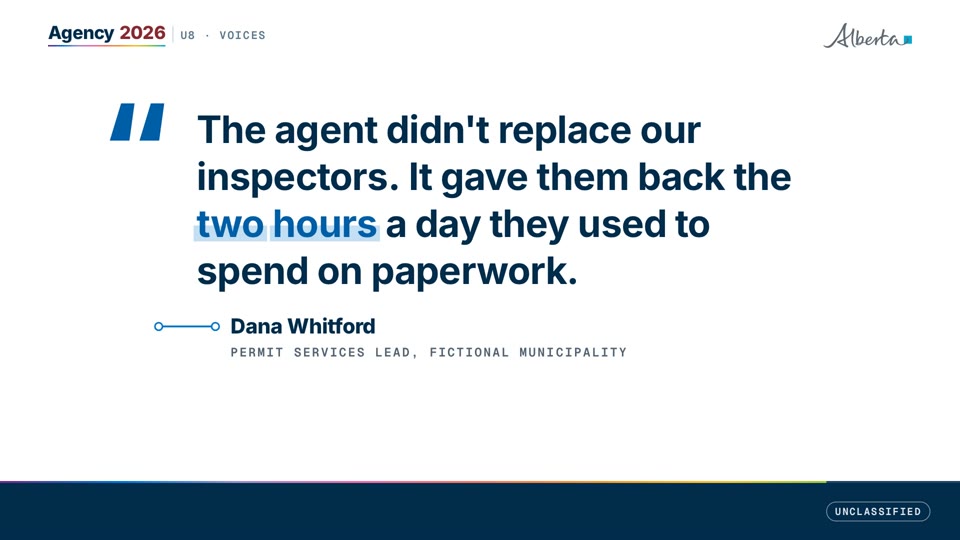 Agency 2026 U8 · VOICES
Alberta
"
The agent didn't replace our
inspectors. It gave them back the
two hours a day they used to
spend on paperwork.
Dana Whitford
PERMIT SERVICES LEAD, FICTIONAL MUNICIPALITY
UNCLASSIFIED